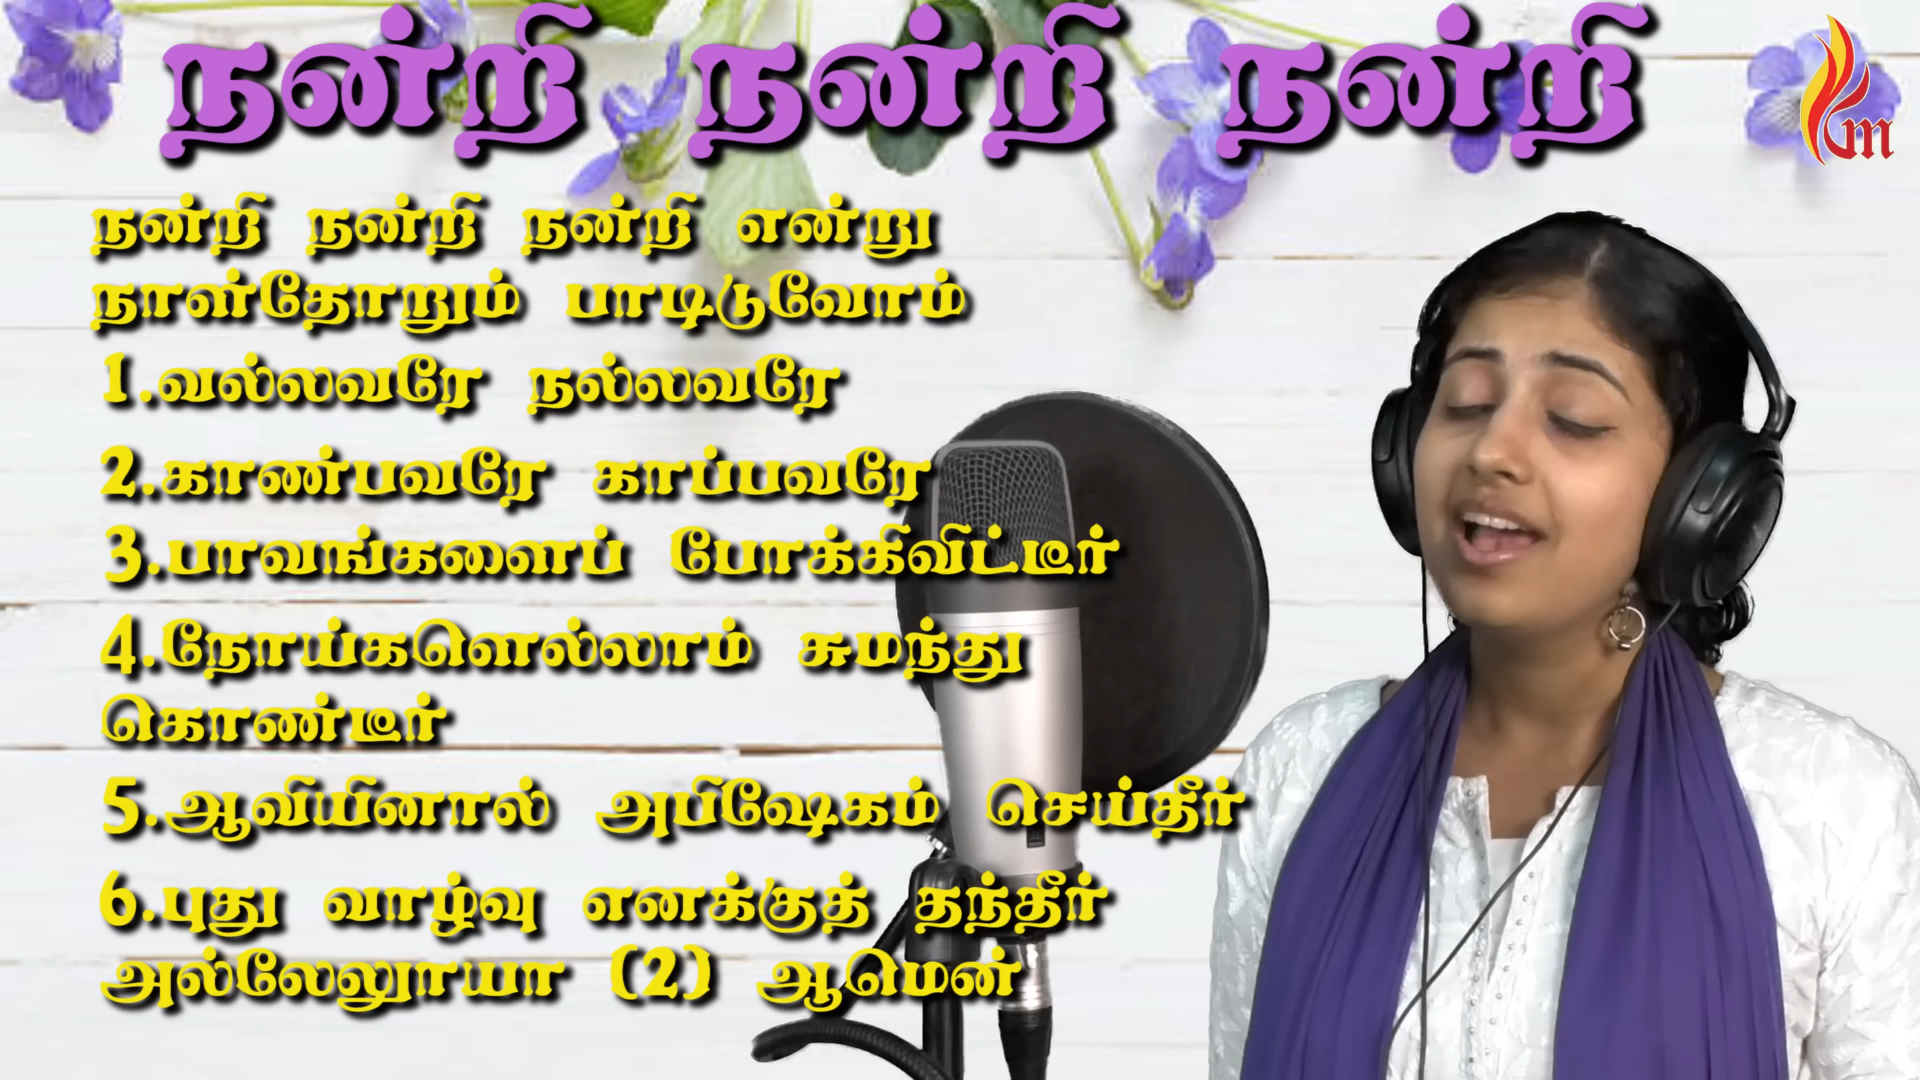 நன்றி நன்றி நன்றி
நன்றி நன்றி நன்றி என்று
நாள்தோறும் பாடிடுவோம்
1.வல்லவரே நல்லவரே
2.காண்பவரே காப்பவரே
3.பாவங்களைப் போக்கிவிட்டீர்
4.நோய்களெல்லாம் சுமந்து
கொண்டீர்
5.ஆவியினால் அபிஷேகம் செய்தீர்
6.புது வாழ்வு எனக்குத் தந்தீர்
அல்லேலூயா (2) ஆமென்